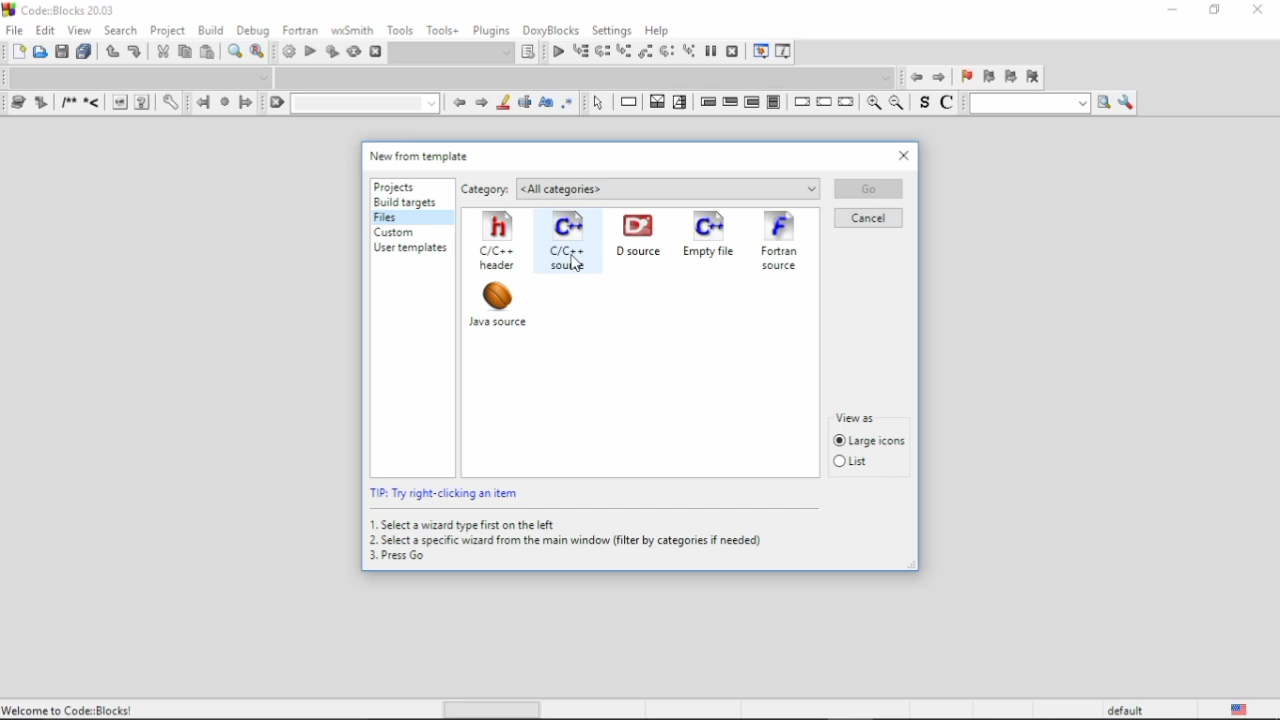 Code::Blocks 20.03
File Edit View Search Project Build Debug Fortran wxSmith Tools Tools+ Plugins DoxyBlocks Settings Help
/** *<
S C
New from template
Projects
Build targets
Files
Custom
User templates
Category: <All categories>
Go
Cancel
C/C++ header
C/C++ source
D source
Empty file
Fortran source
Java source
View as
Large icons
List
TIP: Try right-clicking an item
1. Select a wizard type first on the left
2. Select a specific wizard from the main window (filter by categories if needed)
3. Press Go
Welcome to Code::Blocks! default